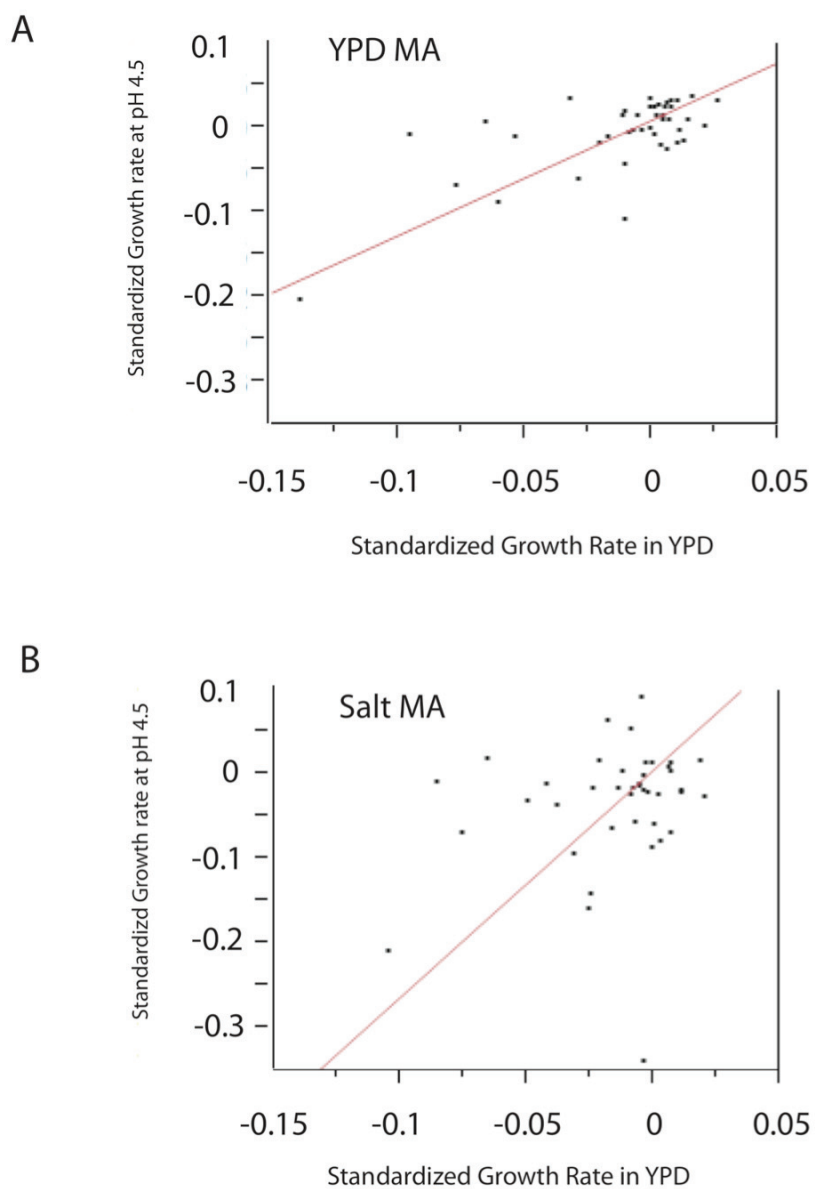 A
YPD MA
Standardizd Growth rate at pH 4.5
0.1
0
-0.1
-0.2
-0.3
-0.15 -0.1 -0.05 0 0.05
Standardized Growth Rate in YPD
B
Salt MA
Standardizd Growth rate at pH 4.5
0.1
0
-0.1
-0.2
-0.3
-0.15 -0.1 -0.05 0 0.05
Standardized Growth Rate in YPD